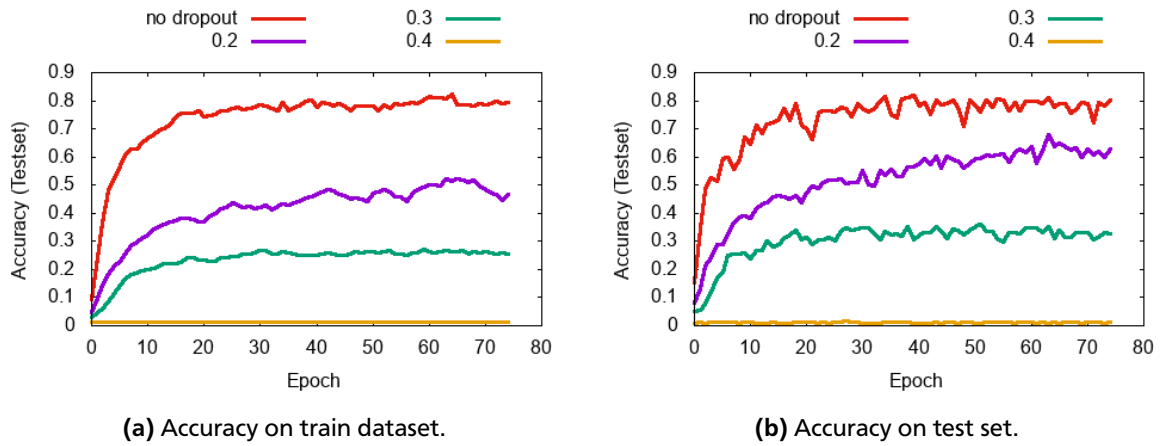 no dropout 0.3
0.2 0.4
Accuracy (Testset)
0.9
0.8
0.7
0.6
0.5
0.4
0.3
0.2
0.1
0
0 10 20 30 40 50 60 70 80
Epoch
(a) Accuracy on train dataset.
no dropout 0.3
0.2 0.4
Accuracy (Testset)
0.9
0.8
0.7
0.6
0.5
0.4
0.3
0.2
0.1
0
0 10 20 30 40 50 60 70 80
Epoch
(b) Accuracy on test set.